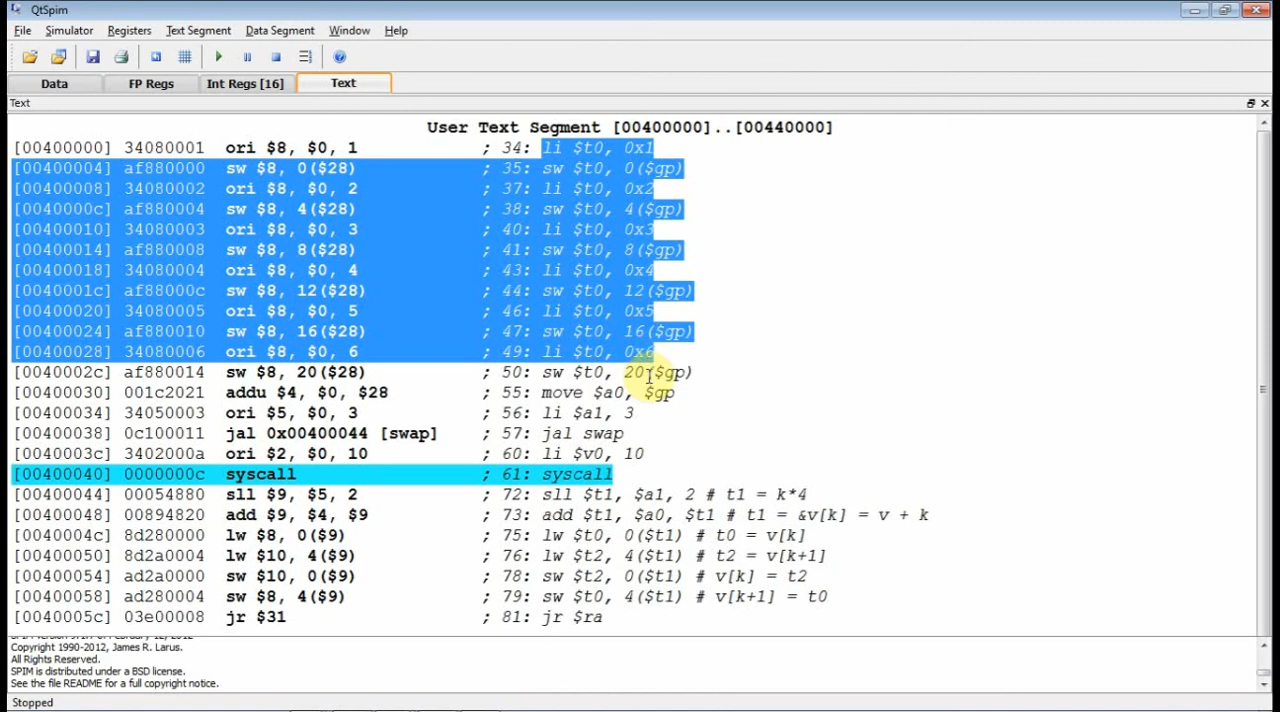 QtSpim
File Simulator Registers Text Segment Data Segment Window Help
Data FP Regs Int Regs [16] Text
Text
User Text Segment [00400000]..[00440000]
[00400000] 34080001 ori $8, $0, 1 ; 34: li $t0, 0x1
[00400004] af880000 sw $8, 0($28) ; 35: sw $t0, 0($gp)
[00400008] 34080002 ori $8, $0, 2 ; 37: li $t0, 0x2
[0040000c] af880004 sw $8, 4($28) ; 38: sw $t0, 4($gp)
[00400010] 34080003 ori $8, $0, 3 ; 40: li $t0, 0x3
[00400014] af880008 sw $8, 8($28) ; 41: sw $t0, 8($gp)
[00400018] 34080004 ori $8, $0, 4 ; 43: li $t0, 0x4
[0040001c] af88000c sw $8, 12($28) ; 44: sw $t0, 12($gp)
[00400020] 34080005 ori $8, $0, 5 ; 46: li $t0, 0x5
[00400024] af880010 sw $8, 16($28) ; 47: sw $t0, 16($gp)
[00400028] 34080006 ori $8, $0, 6 ; 49: li $t0, 0x6
[0040002c] af880014 sw $8, 20($28) ; 50: sw $t0, 20($gp)
[00400030] 001c2021 addu $4, $0, $28 ; 55: move $a0, $gp
[00400034] 34050003 ori $5, $0, 3 ; 56: li $a1, 3
[00400038] 0c100011 jal 0x00400044 [swap] ; 57: jal swap
[0040003c] 3402000a ori $2, $0, 10 ; 60: li $v0, 10
[00400040] 0000000c syscall ; 61: syscall
[00400044] 00054880 sll $9, $5, 2 ; 72: sll $t1, $a1, 2 # t1 = k*4
[00400048] 00894820 add $9, $4, $9 ; 73: add $t1, $a0, $t1 # t1 = &v[k] = v + k
[0040004c] 8d280000 lw $8, 0($9) ; 75: lw $t0, 0($t1) # t0 = v[k]
[00400050] 8d2a0004 lw $10, 4($9) ; 76: lw $t2, 4($t1) # t2 = v[k+1]
[00400054] ad2a0000 sw $10, 0($9) ; 78: sw $t2, 0($t1) # v[k] = t2
[00400058] ad280004 sw $8, 4($9) ; 79: sw $t0, 4($t1) # v[k+1] = t0
[0040005c] 03e00008 jr $31 ; 81: jr $ra
Copyright 1990-2012, James R. Larus.
All Rights Reserved.
SPIM is distributed under a BSD license.
See the file README for a full copyright notice.
Stopped